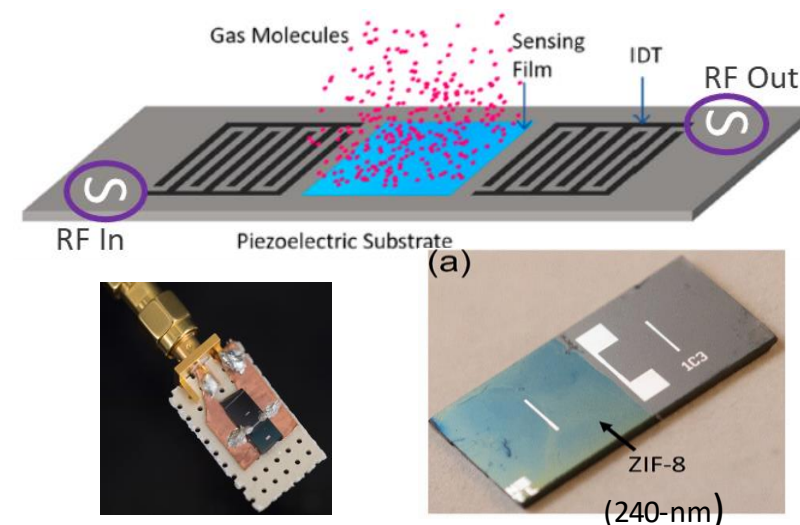 Gas Molecules
Sensing
Film
IDT
RF Out
S
S
RF In
Piezoelectric Substrate
(a)
1C3
ZIF-8
(240-nm)